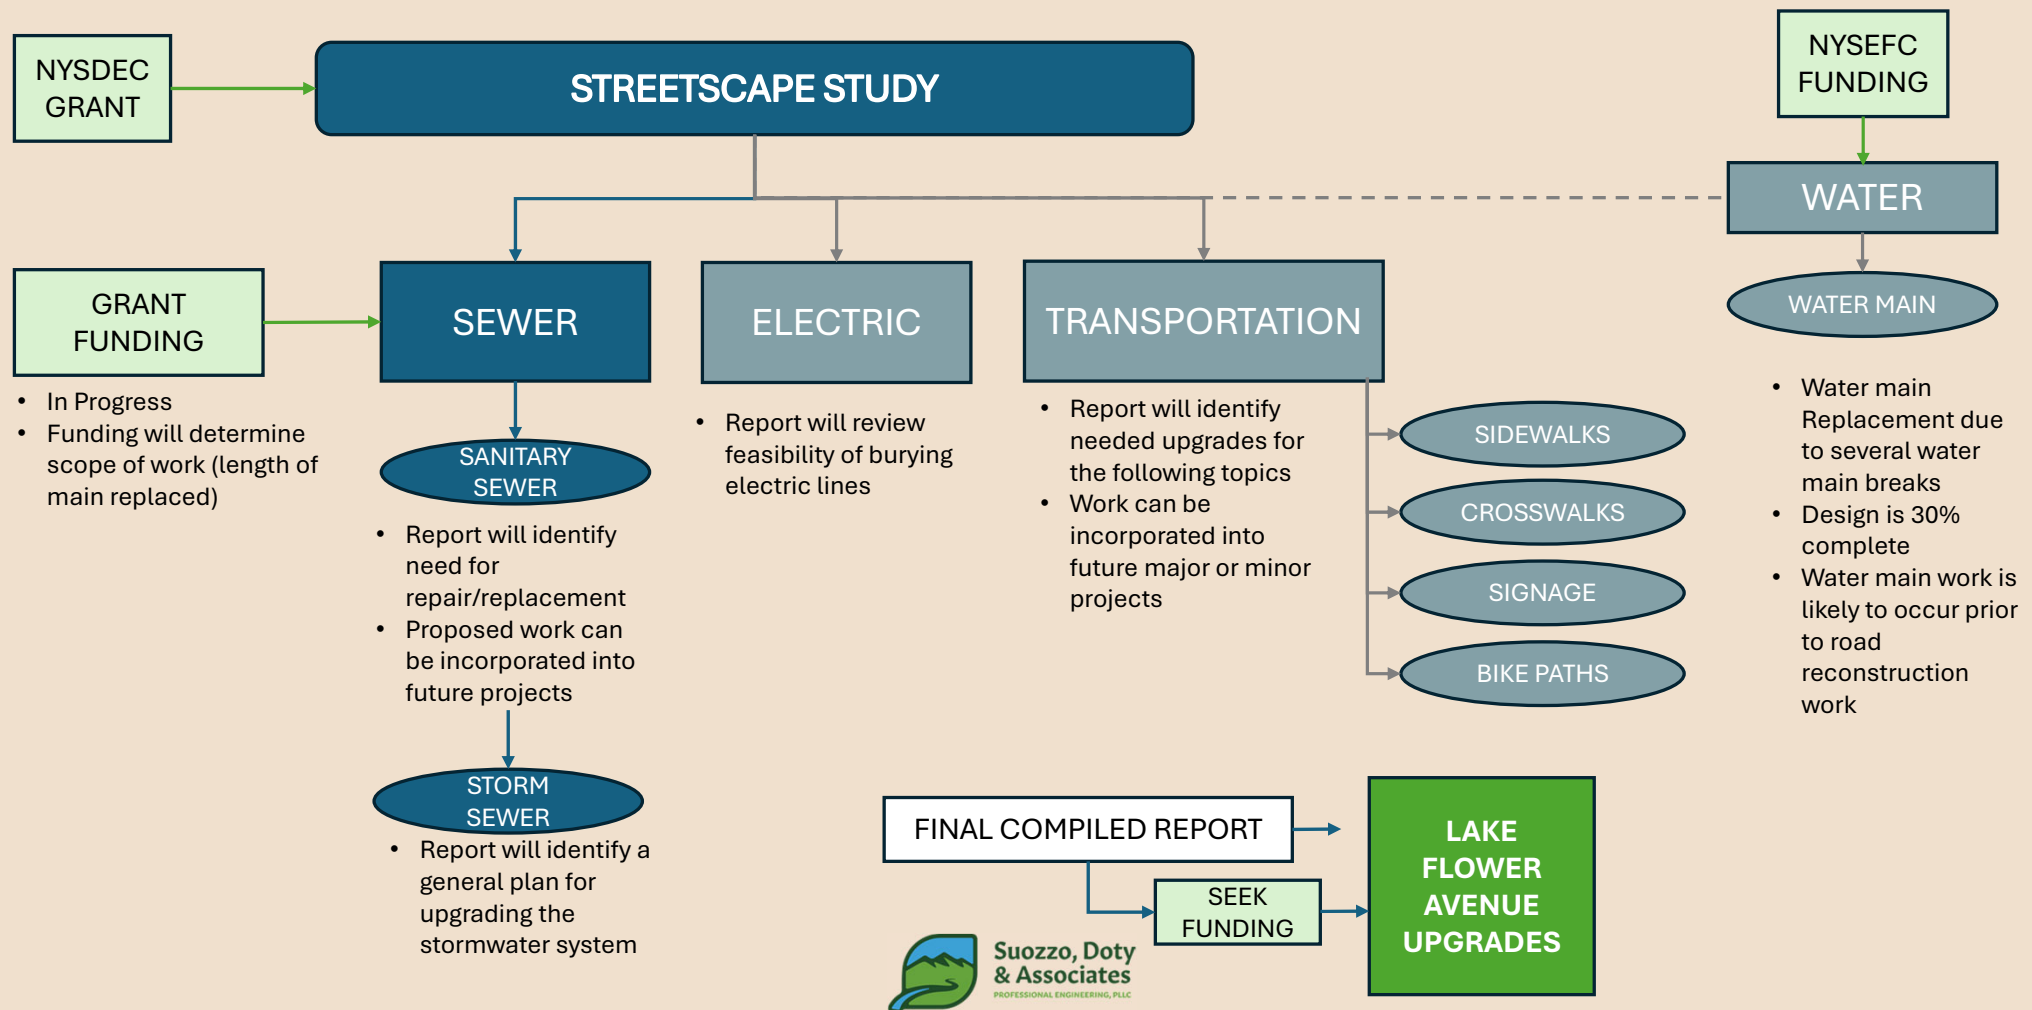 NYSDEC
GRANT
STREETSCAPE STUDY
NYSEFC
FUNDING
WATER
WATER MAIN
• Water main
Replacement due
to several water
main breaks
• Design is 30%
complete
• Water main work is
likely to occur prior
to road
reconstruction
work
GRANT
FUNDING
• In Progress
• Funding will determine
scope of work (length of
main replaced)
SEWER
SANITARY
SEWER
• Report will identify
need for
repair/replacement
• Proposed work can
be incorporated into
future projects
STORM
SEWER
• Report will identify a
general plan for
upgrading the
stormwater system
ELECTRIC
• Report will review
feasibility of burying
electric lines
TRANSPORTATION
• Report will identify
needed upgrades for
the following topics
• Work can be
incorporated into
future major or minor
projects
SIDEWALKS
CROSSWALKS
SIGNAGE
BIKE PATHS
FINAL COMPILED REPORT
SEEK
FUNDING
LAKE
FLOWER
AVENUE
UPGRADES
Suozzo, Doty
& Associates
PROFESSIONAL ENGINEERING, PLLC